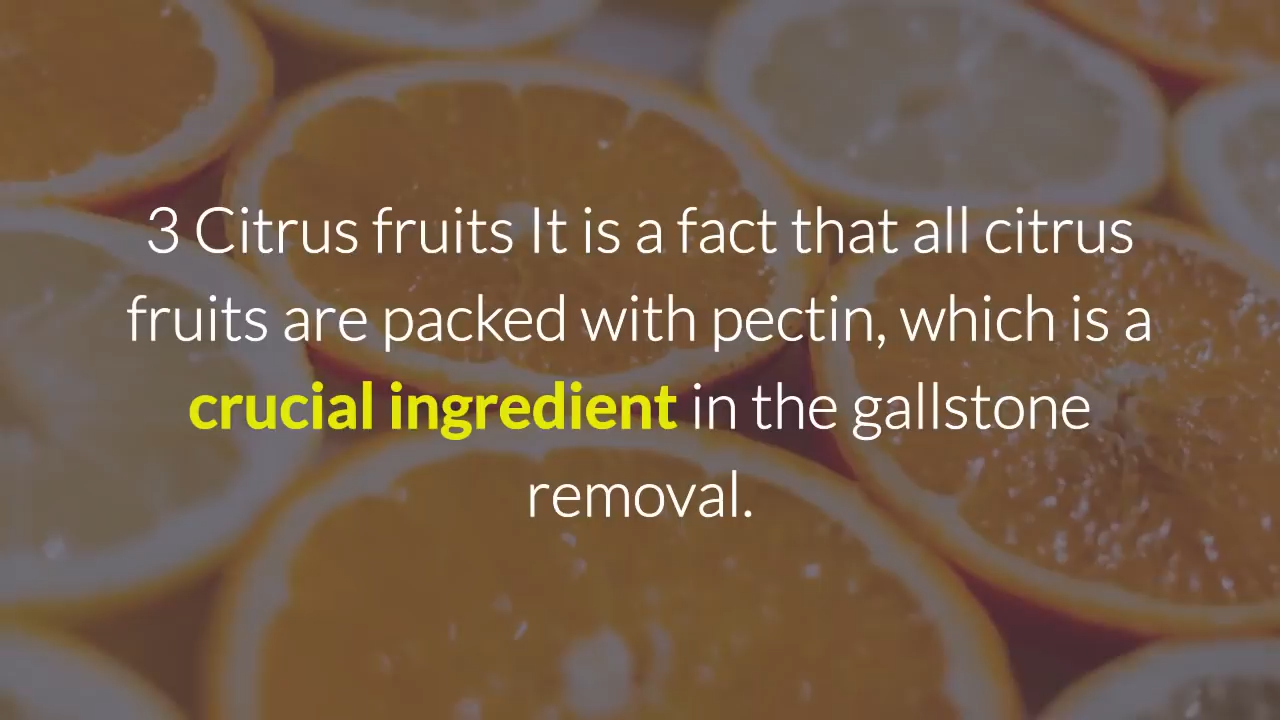 3 Citrus fruits It is a fact that all citrus
fruits are packed with pectin, which is a
crucial ingredient in the gallstone
removal.